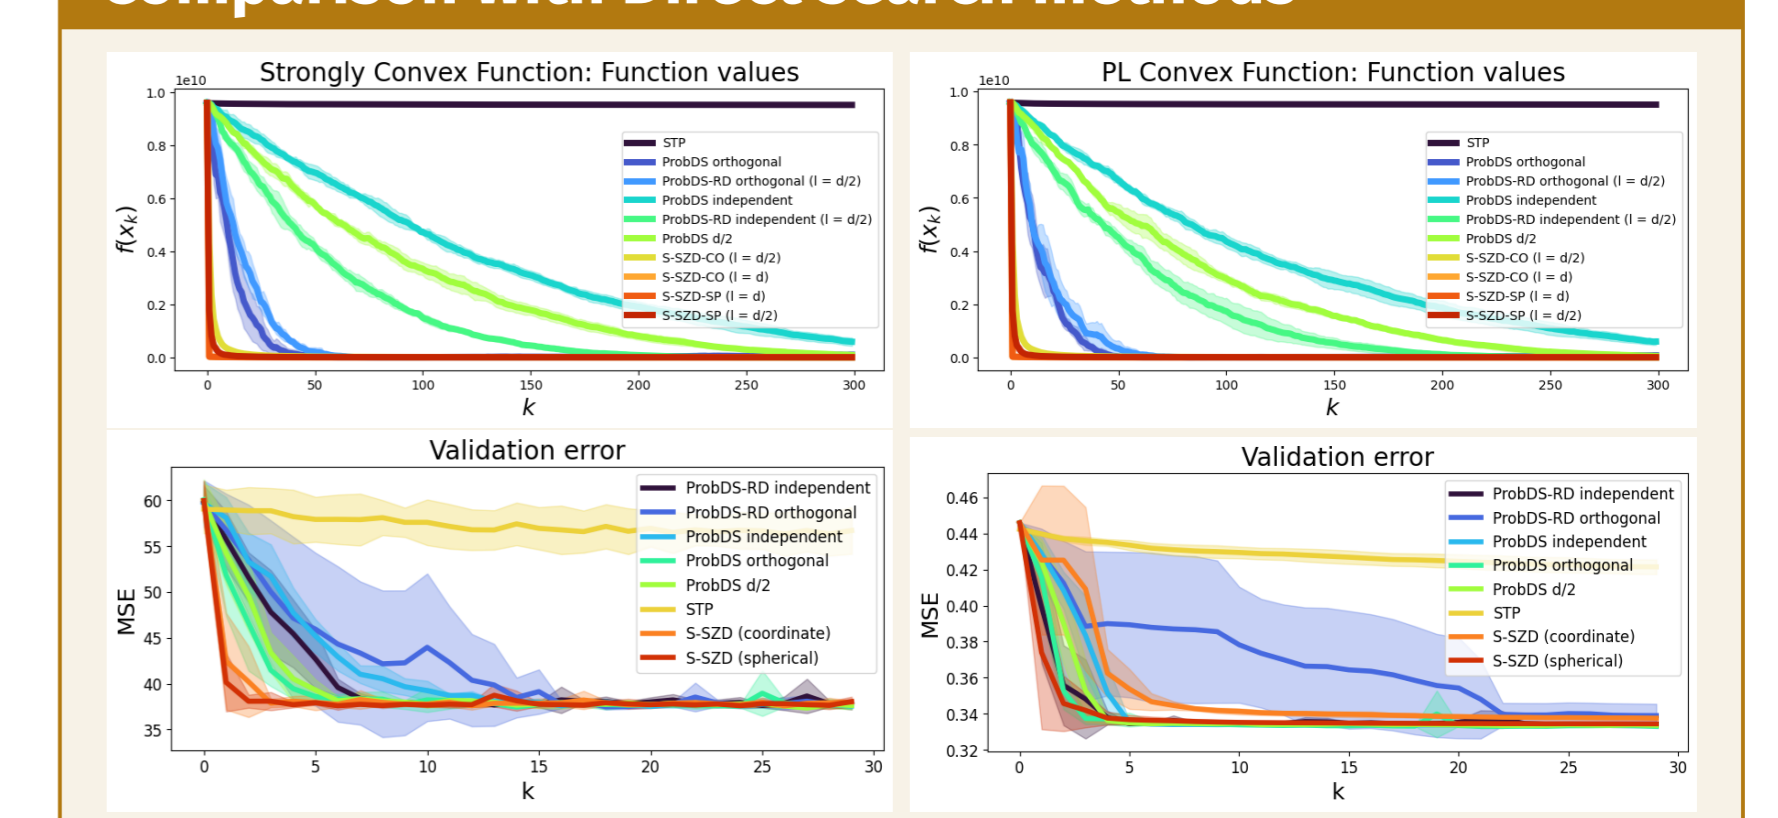 Comparison with Direct Search methods
Strongly Convex Function: Function values
1e10
1.0
0.8
0.6
0.4
0.2
0.0
f(x_k)
STP
ProbDS orthogonal
ProbDS-RD orthogonal (l = d/2)
ProbDS independent
ProbDS-RD independent (l = d/2)
ProbDS d/2
S-SZD-CO (l = d/2)
S-SZD-CO (l = d)
S-SZD-SP (l = d)
S-SZD-SP (l = d/2)
0 50 100 150 200 250 300
k
PL Convex Function: Function values
1e10
1.0
0.8
0.6
0.4
0.2
0.0
f(x_k)
STP
ProbDS orthogonal
ProbDS-RD orthogonal (l = d/2)
ProbDS independent
ProbDS-RD independent (l = d/2)
ProbDS d/2
S-SZD-CO (l = d/2)
S-SZD-CO (l = d)
S-SZD-SP (l = d)
S-SZD-SP (l = d/2)
0 50 100 150 200 250 300
k
Validation error
60
55
50
45
40
35
MSE
ProbDS-RD independent
ProbDS-RD orthogonal
ProbDS independent
ProbDS orthogonal
ProbDS d/2
STP
S-SZD (coordinate)
S-SZD (spherical)
0 5 10 15 20 25 30
k
Validation error
0.46
0.44
0.42
0.40
0.38
0.36
0.34
0.32
MSE
ProbDS-RD independent
ProbDS-RD orthogonal
ProbDS independent
ProbDS orthogonal
ProbDS d/2
STP
S-SZD (coordinate)
S-SZD (spherical)
0 5 10 15 20 25 30
k